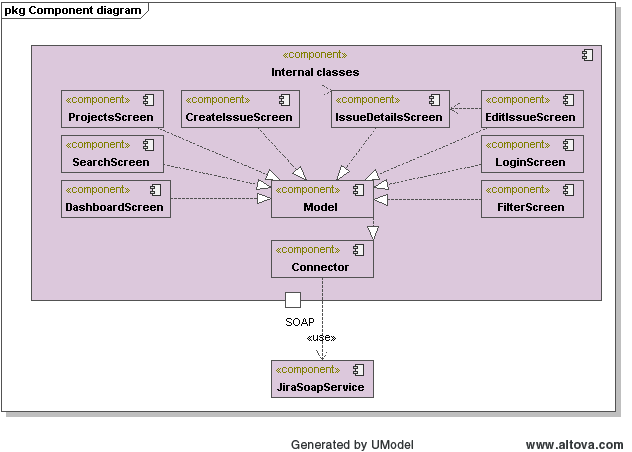 pkg Component diagram
«component»
Internal classes
«component» «component» «component» «component»
ProjectsScreen CreateIssueScreen IssueDetailsScreen EditIssueScreen
«component» «component»
SearchScreen LoginScreen
«component» «component» «component»
DashboardScreen Model FilterScreen
«component»
Connector
SOAP
«use»
«component»
JiraSoapService
Generated by UModel www.altova.com